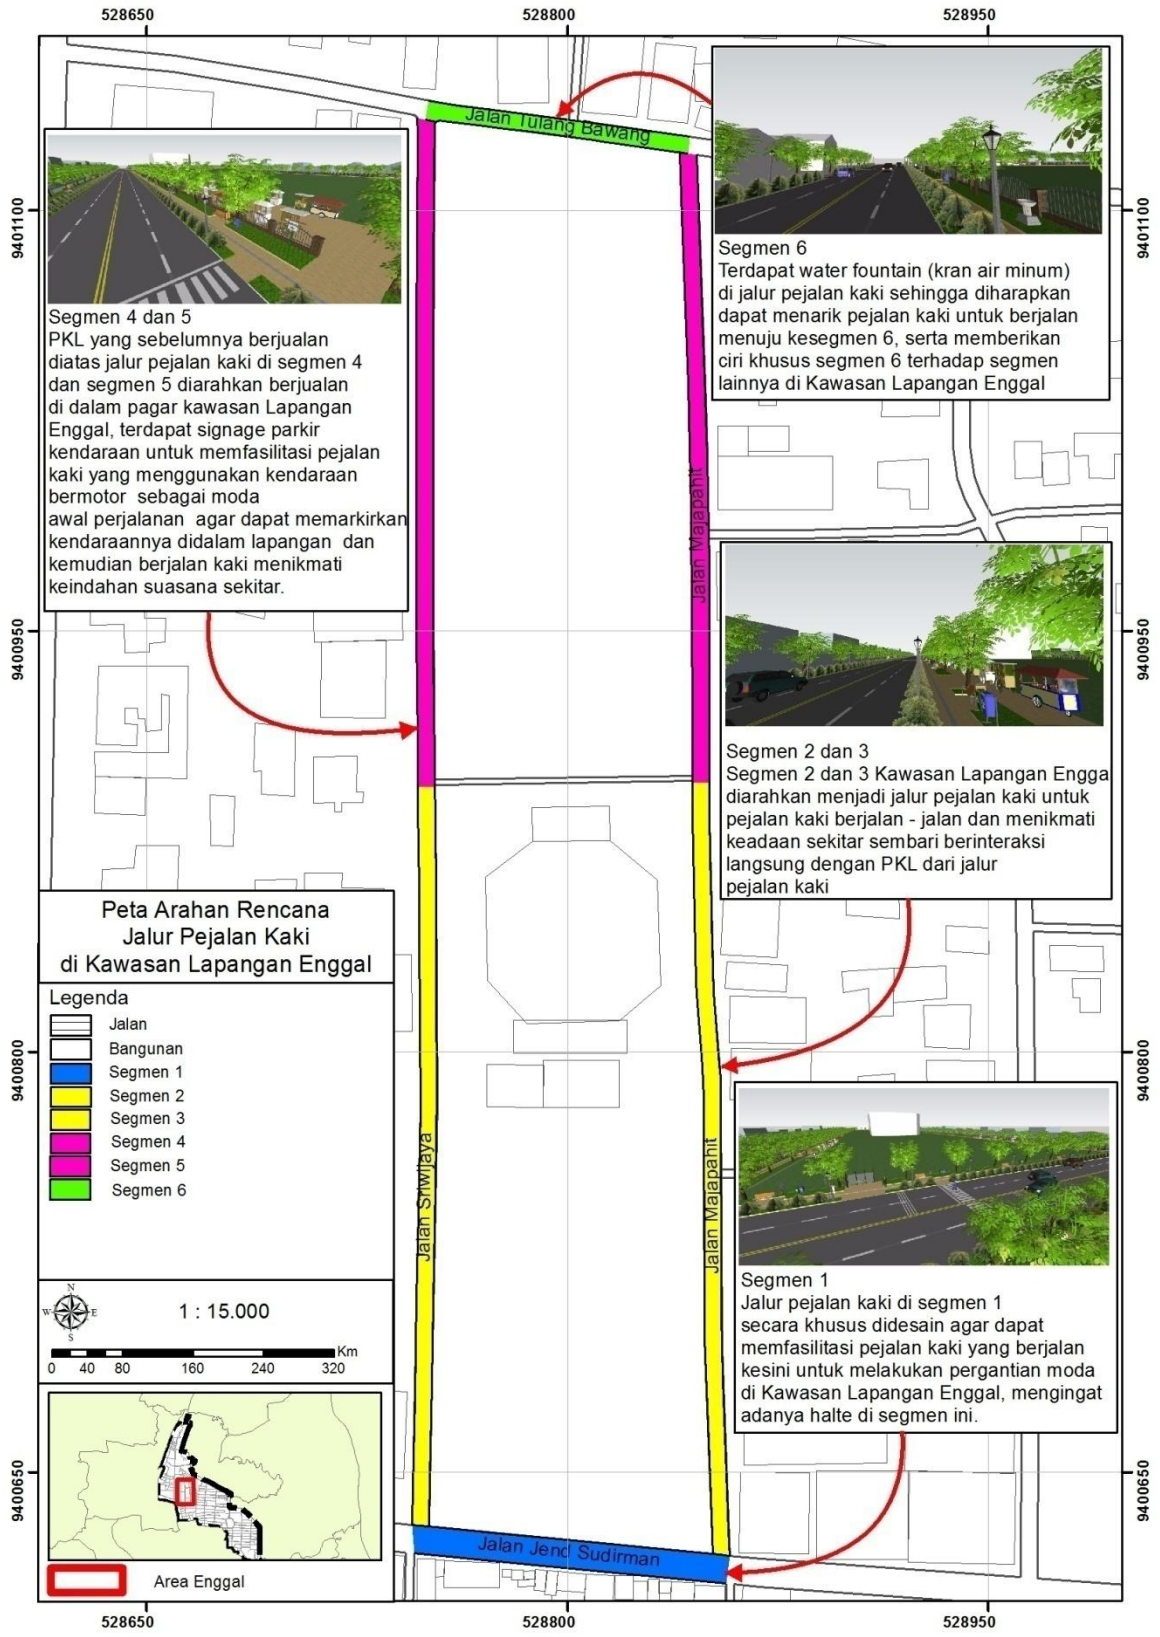 528650
528800
528950
9401100
9400950
9400800
9400650
9401100
9400950
9400800
9400650
Jalan Tulang Bawang
Segmen 6
Terdapat water fountain (kran air minum)
di jalur pejalan kaki sehingga diharapkan
dapat menarik pejalan kaki untuk berjalan
menuju kesegmen 6, serta memberikan
ciri khusus segmen 6 terhadap segmen
lainnya di Kawasan Lapangan Enggal
Segmen 4 dan 5
PKL yang sebelumnya berjualan
diatas jalur pejalan kaki di segmen 4
dan segmen 5 diarahkan berjualan
di dalam pagar kawasan Lapangan
Enggal, terdapat signage parkir
kendaraan untuk memfasilitasi pejalan
kaki yang menggunakan kendaraan
bermotor sebagai moda
awal perjalanan agar dapat memarkirkan
kendaraannya didalam lapangan dan
kemudian berjalan kaki menikmati
keindahan suasana sekitar.
Jalan Majapahit
Segmen 2 dan 3
Segmen 2 dan 3 Kawasan Lapangan Engga
diarahkan menjadi jalur pejalan kaki untuk
pejalan kaki berjalan - jalan dan menikmati
keadaan sekitar sembari berinteraksi
langsung dengan PKL dari jalur
pejalan kaki
Peta Arahan Rencana
Jalur Pejalan Kaki
di Kawasan Lapangan Enggal
Legenda
Jalan
Bangunan
Segmen 1
Segmen 2
Segmen 3
Segmen 4
Segmen 5
Segmen 6
Jalan Sriwijaya
Jalan Majapahit
Segmen 1
Jalur pejalan kaki di segmen 1
secara khusus didesain agar dapat
memfasilitasi pejalan kaki yang berjalan
kesini untuk melakukan pergantian moda
di Kawasan Lapangan Enggal, mengingat
adanya halte di segmen ini.
N
W E
S
1 : 15.000
Km
0 40 80 160 240 320
Area Enggal
Jalan Jend Sudirman
528650
528800
528950